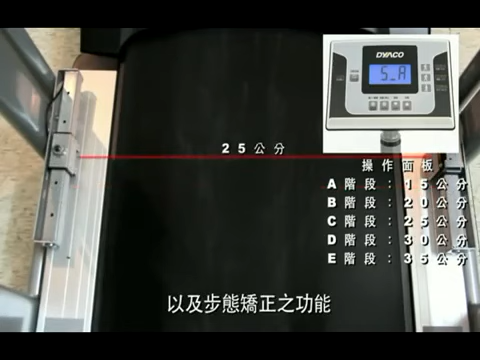 DYACO
5_A
25公分
操作面板
A階段:15公分
B階段:20公分
C階段:25公分
D階段:30公分
E階段:35公分
以及步態矯正之功能